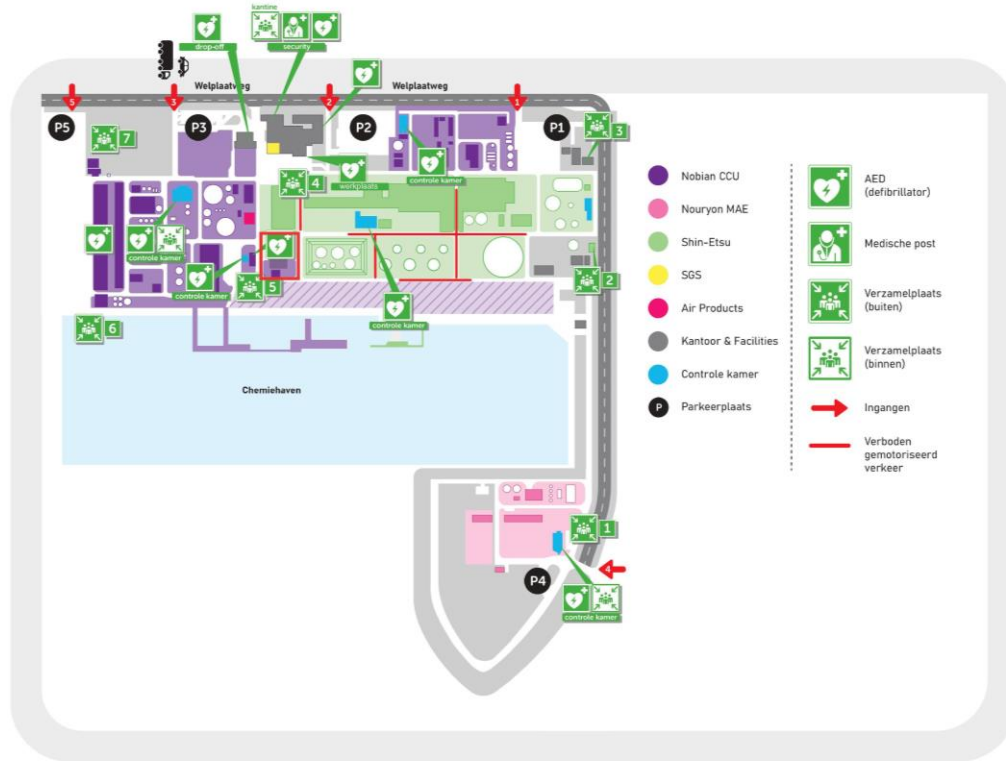 kantine
drop-off
security
Welplaatweg
Welplaatweg
5
3
2
1
P5
P3
P2
P1
3
7
controle kamer
4
werkplaats
controle kamer
controle kamer
5
2
controle kamer
6
Chemiehaven
1
4
P4
controle kamer
Nobian CCU
Nouryon MAE
Shin-Etsu
SGS
Air Products
Kantoor & Facilities
Controle kamer
P
Parkeerplaats
AED
(defibrillator)
Medische post
Verzamelplaats
(buiten)
Verzamelplaats
(binnen)
Ingangen
Verboden
gemotoriseerd
verkeer